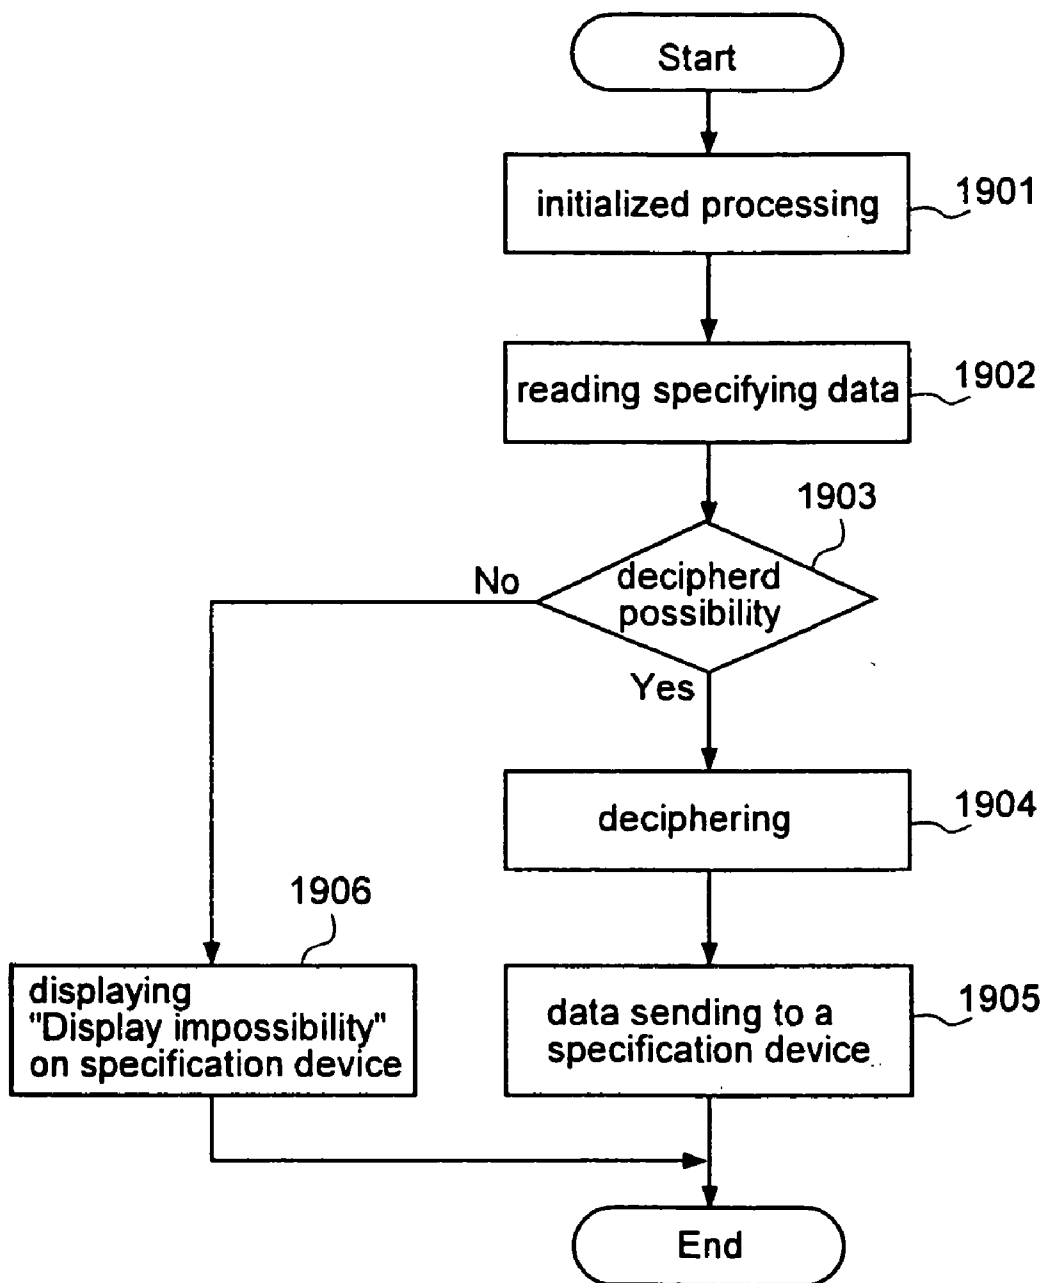 Start
initialized processing
1901
reading specifying data
1902
1903
decipherd
possibility
No
Yes
deciphering
1904
1906
displaying
"Display impossibility"
on specification device
data sending to a
specification device
1905
End